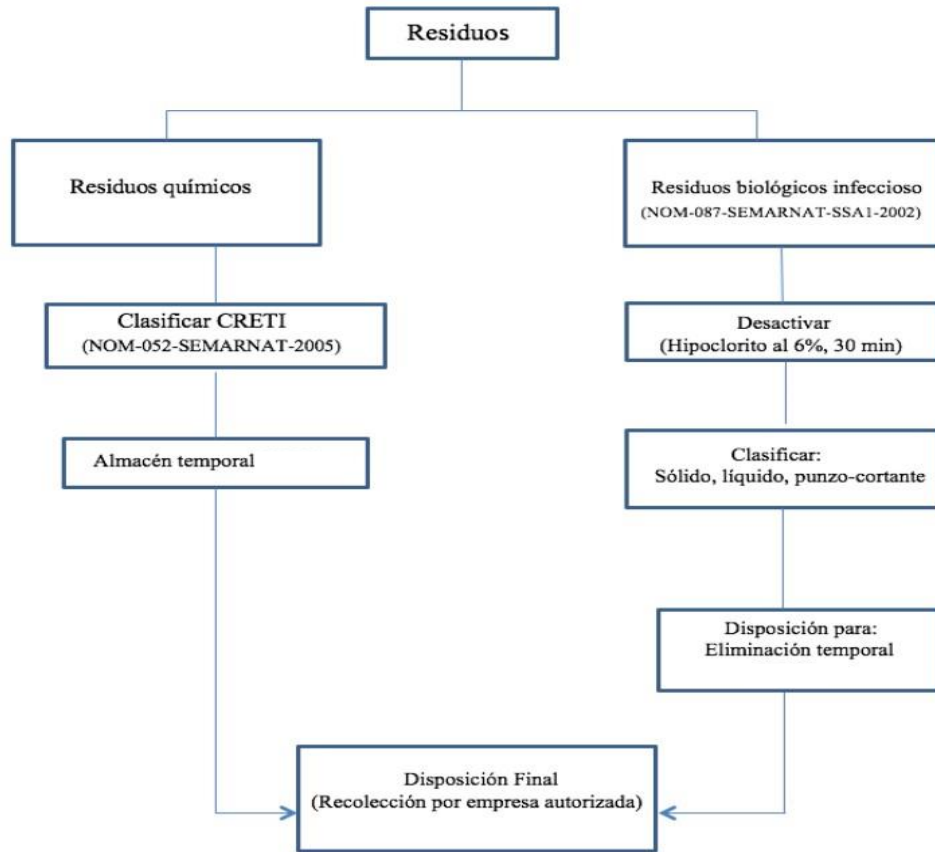 Residuos
Residuos químicos
Residuos biológicos infeccioso
(NOM-087-SEMARNAT-SSA1-2002)
Clasificar CRETI
(NOM-052-SEMARNAT-2005)
Desactivar
(Hipoclorito al 6%, 30 min)
Almacén temporal
Clasificar:
Sólido, líquido, punzo-cortante
Disposición para:
Eliminación temporal
Disposición Final
(Recolección por empresa autorizada)